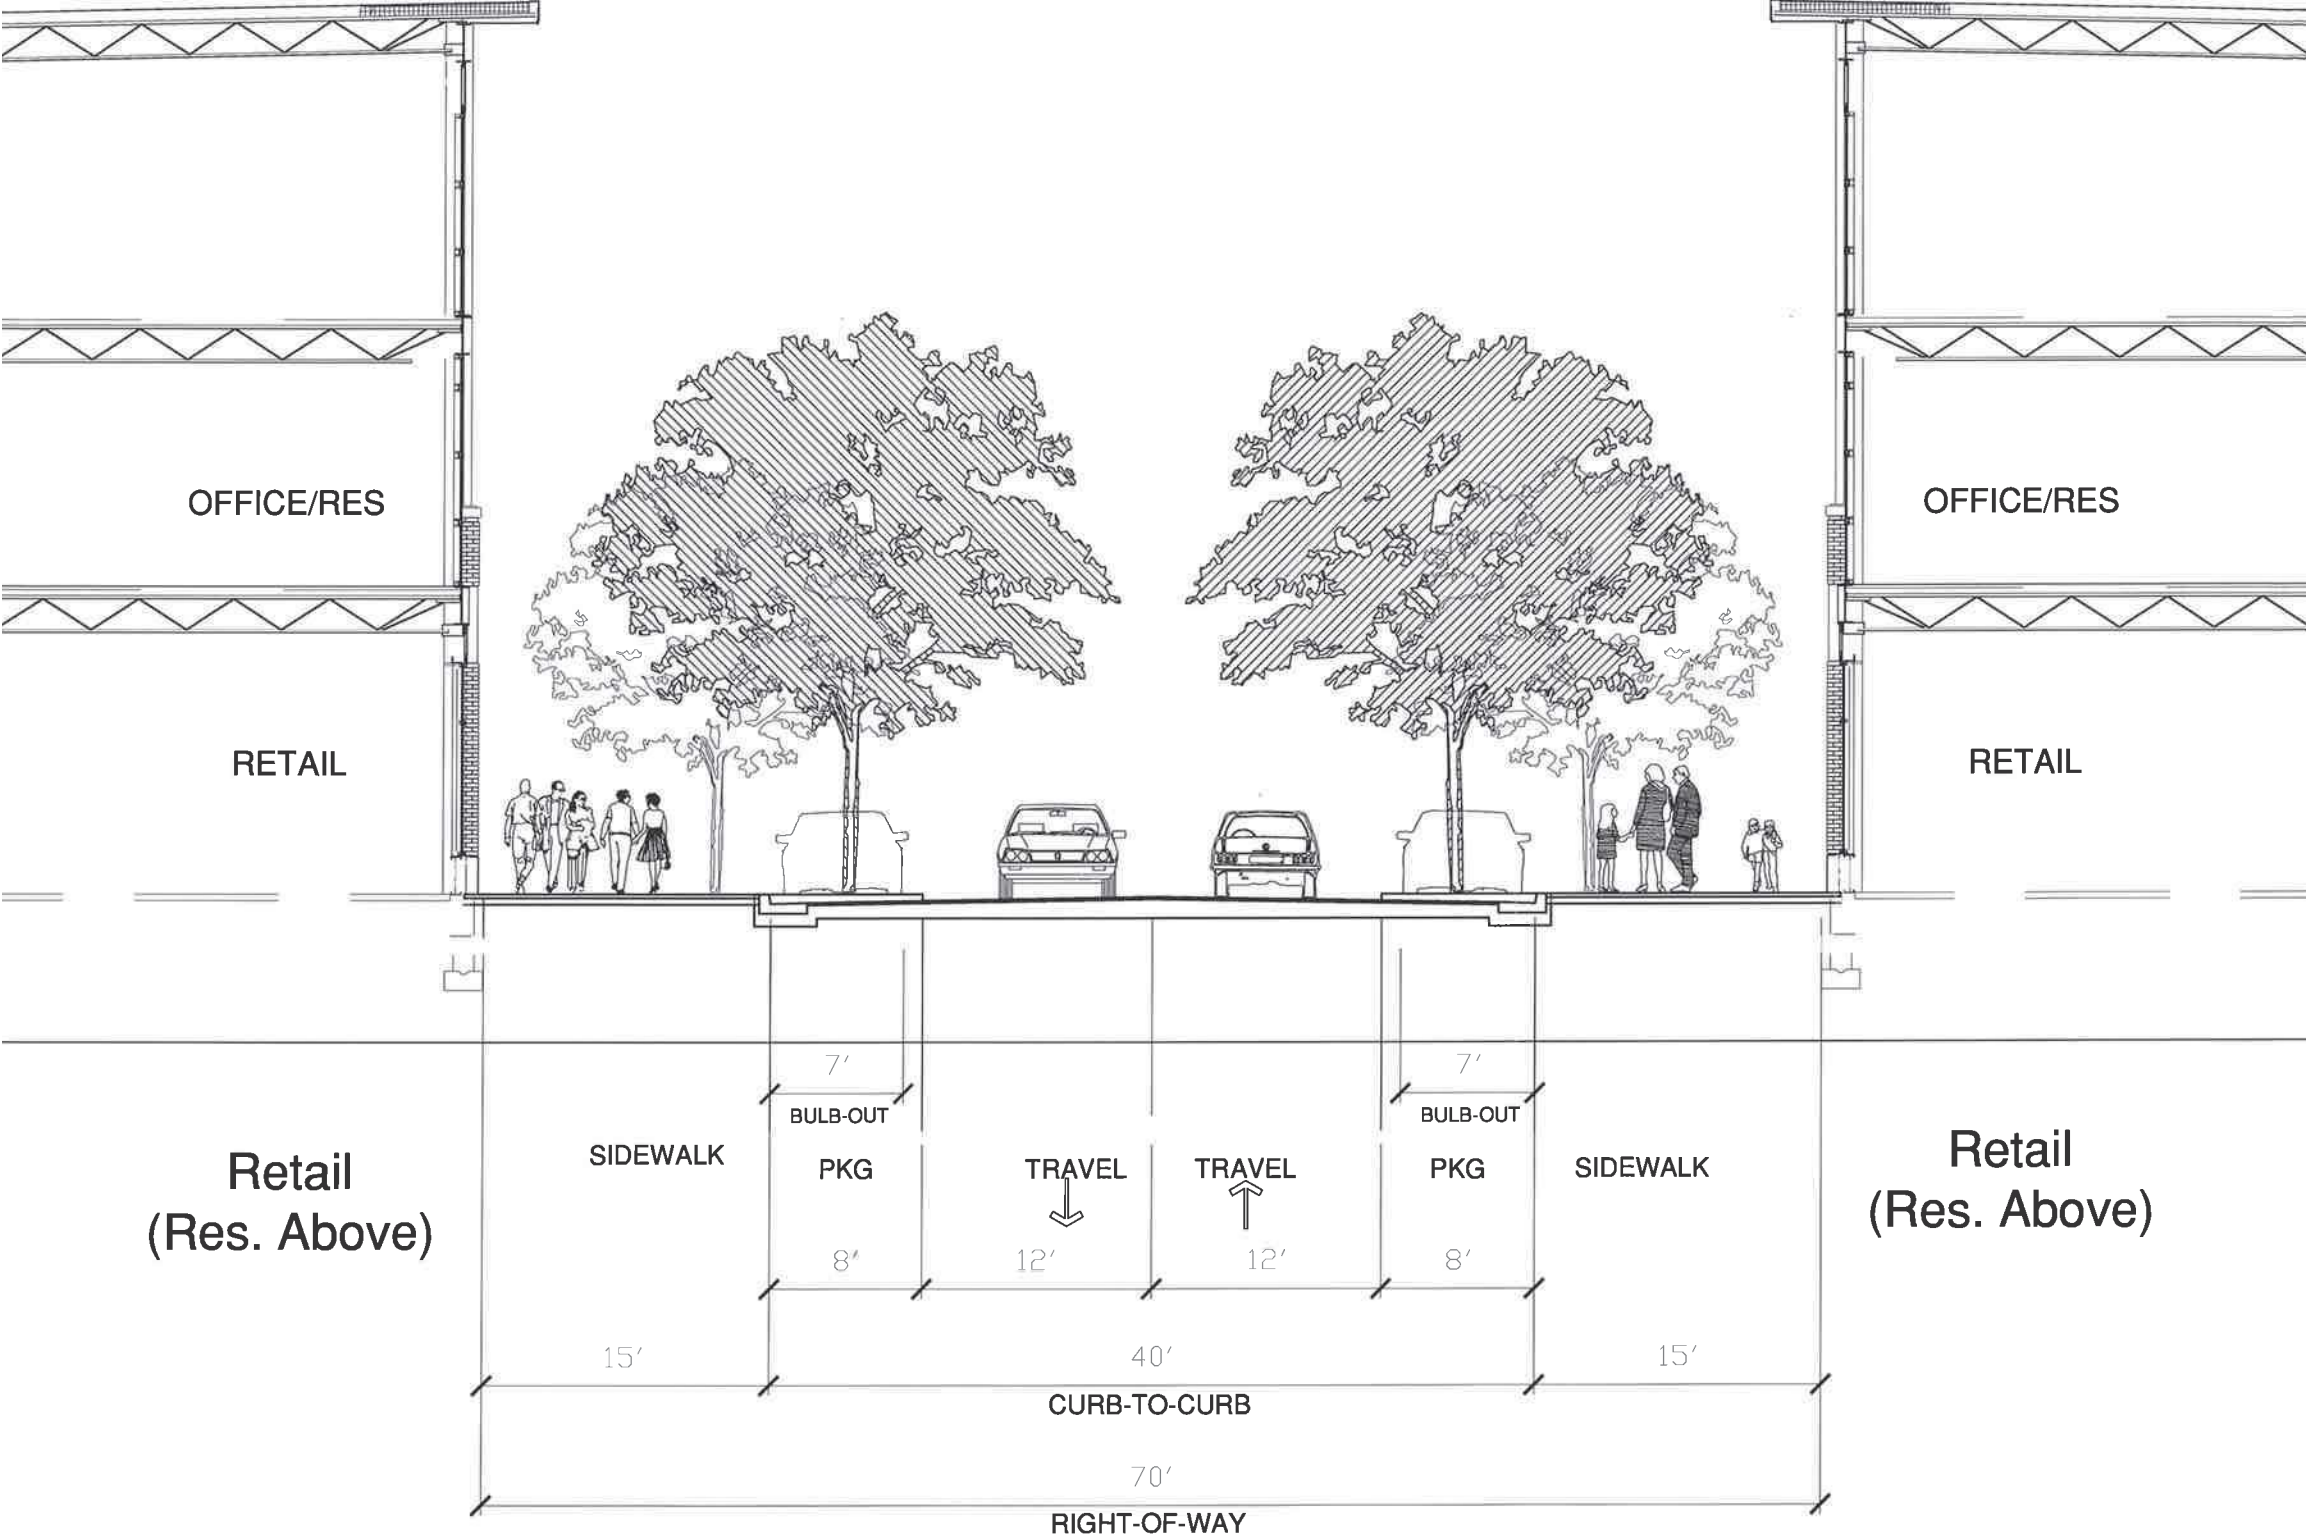 OFFICE/RES
OFFICE/RES
RETAIL
RETAIL
7'
7'
BULB-OUT
BULB-OUT
SIDEWALK
PKG
TRAVEL
TRAVEL
PKG
SIDEWALK
Retail
(Res. Above)
Retail
(Res. Above)
8'
12'
12'
8'
15'
40'
15'
CURB-TO-CURB
70'
RIGHT-OF-WAY